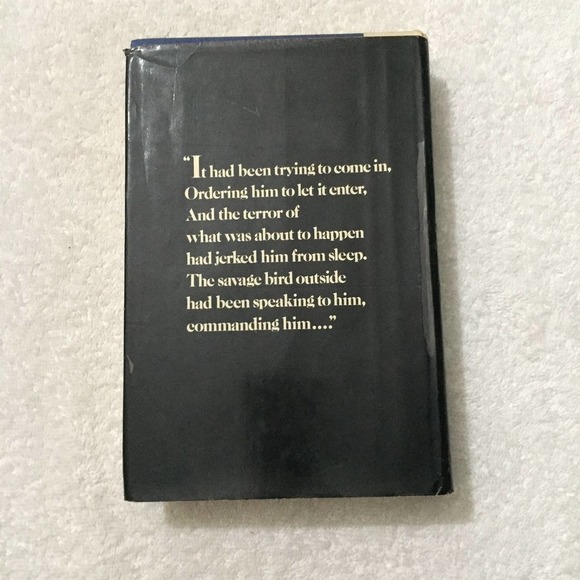 “It had been trying to come in,
Ordering him to let it enter,
And the terror of
what was about to happen
had jerked him from sleep.
The savage bird outside
had been speaking to him,
commanding him....”